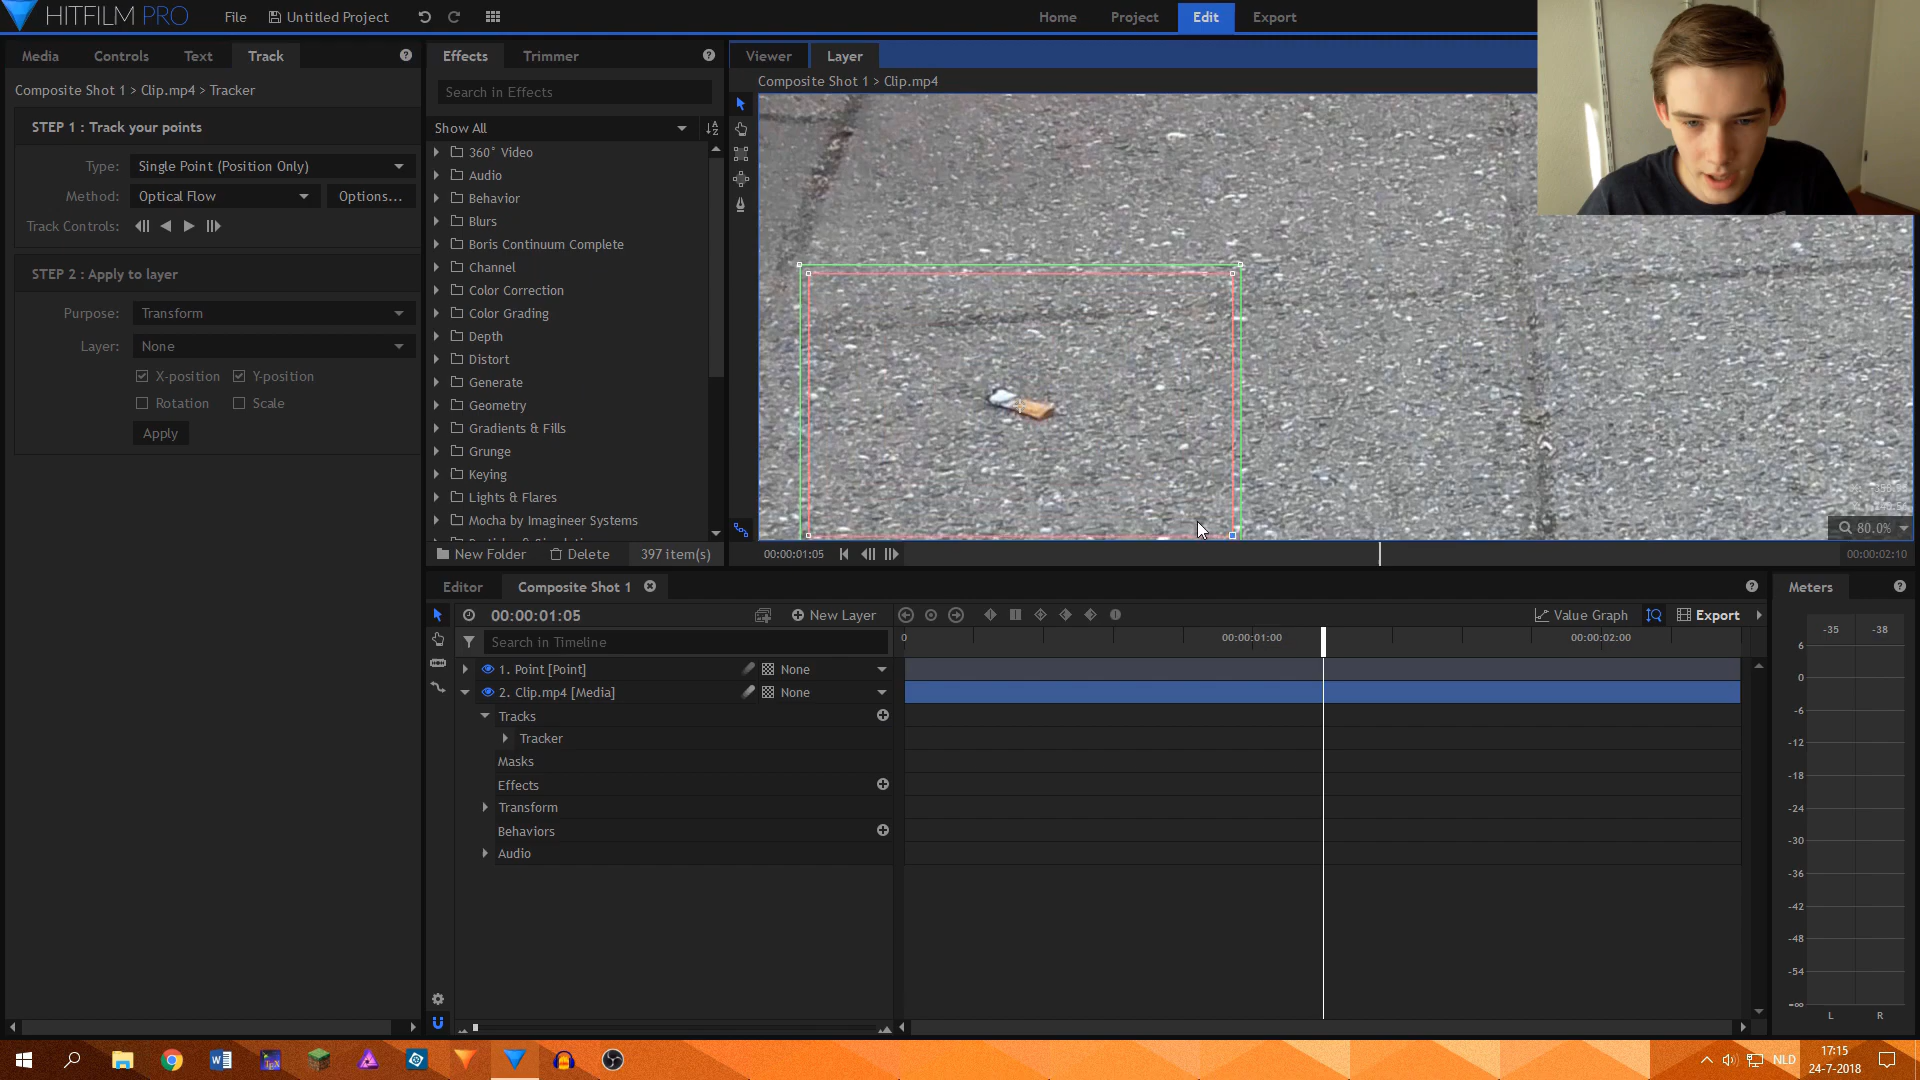 HITFILM PRO
File
Untitled Project
Home
Project
Edit
Export
Media
Controls
Text
Track
Composite Shot 1 > Clip.mp4 > Tracker
STEP 1 : Track your points
Type:
Single Point (Position Only)
Method:
Optical Flow
Options...
Track Controls:
STEP 2 : Apply to layer
Purpose:
Transform
Layer:
None
X-position
Y-position
Rotation
Scale
Apply
Effects
Trimmer
Search in Effects
Show All
360° Video
Audio
Behavior
Blurs
Boris Continuum Complete
Channel
Color Correction
Color Grading
Depth
Distort
Generate
Geometry
Gradients & Fills
Grunge
Keying
Lights & Flares
Mocha by Imagineer Systems
New Folder
Delete
397 item(s)
Viewer
Layer
Composite Shot 1 > Clip.mp4
80.0%
00:00:01:05
00:00:02:10
Editor
Composite Shot 1
00:00:01:05
New Layer
Value Graph
Export
Search in Timeline
0
00:00:01:00
00:00:02:00
1. Point [Point]
None
2. Clip.mp4 [Media]
None
Tracks
Tracker
Masks
Effects
Transform
Behaviors
Audio
Meters
-35
-38
6
0
-6
-12
-18
-24
-30
-36
-42
-48
-54
-∞
L
R
NLD
17:15
24-7-2018